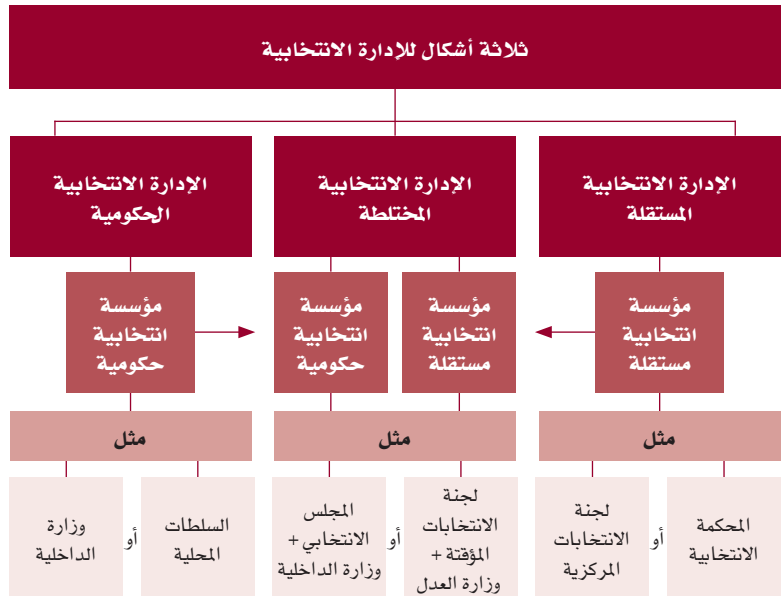 ثلاثة أشكال للإدارة الانتخابية
الإدارة الانتخابية
المستقلة
الإدارة الانتخابية
المختلطة
الإدارة الانتخابية
الحكومية
مؤسسة
انتخابية
مستقلة
مؤسسة
انتخابية
مستقلة
مؤسسة
انتخابية
حكومية
مؤسسة
انتخابية
حكومية
مثل
مثل
مثل
المحكمة
الانتخابية
أو
لجنة
الانتخابات
المركزية
لجنة
الانتخابات
المؤقتة +
وزارة العدل
أو
المجلس
الانتخابي +
وزارة الداخلية
السلطات
المحلية
أو
وزارة
الداخلية